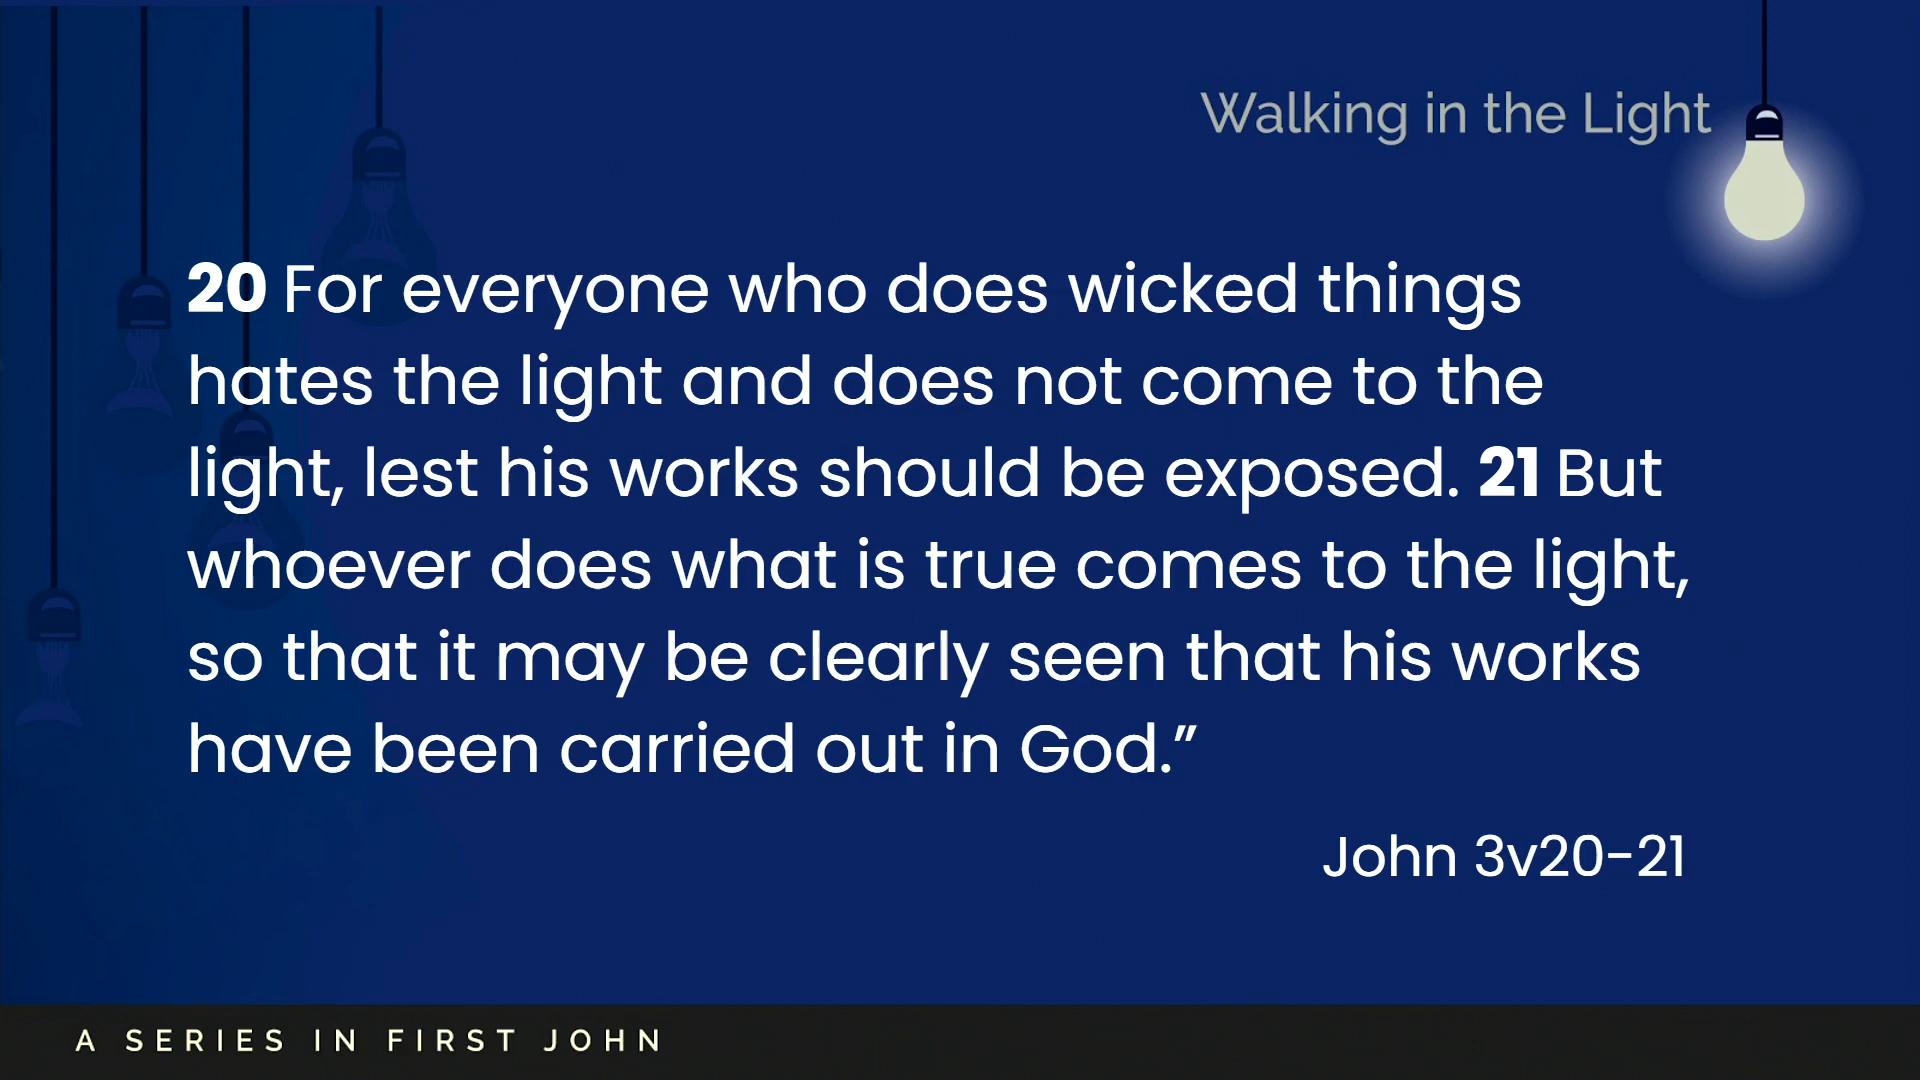 Walking in the Light
20 For everyone who does wicked things
hates the light and does not come to the
light, lest his works should be exposed. 21 But
whoever does what is true comes to the light,
so that it may be clearly seen that his works
have been carried out in God.”
John 3v20-21
A SERIES IN FIRST JOHN